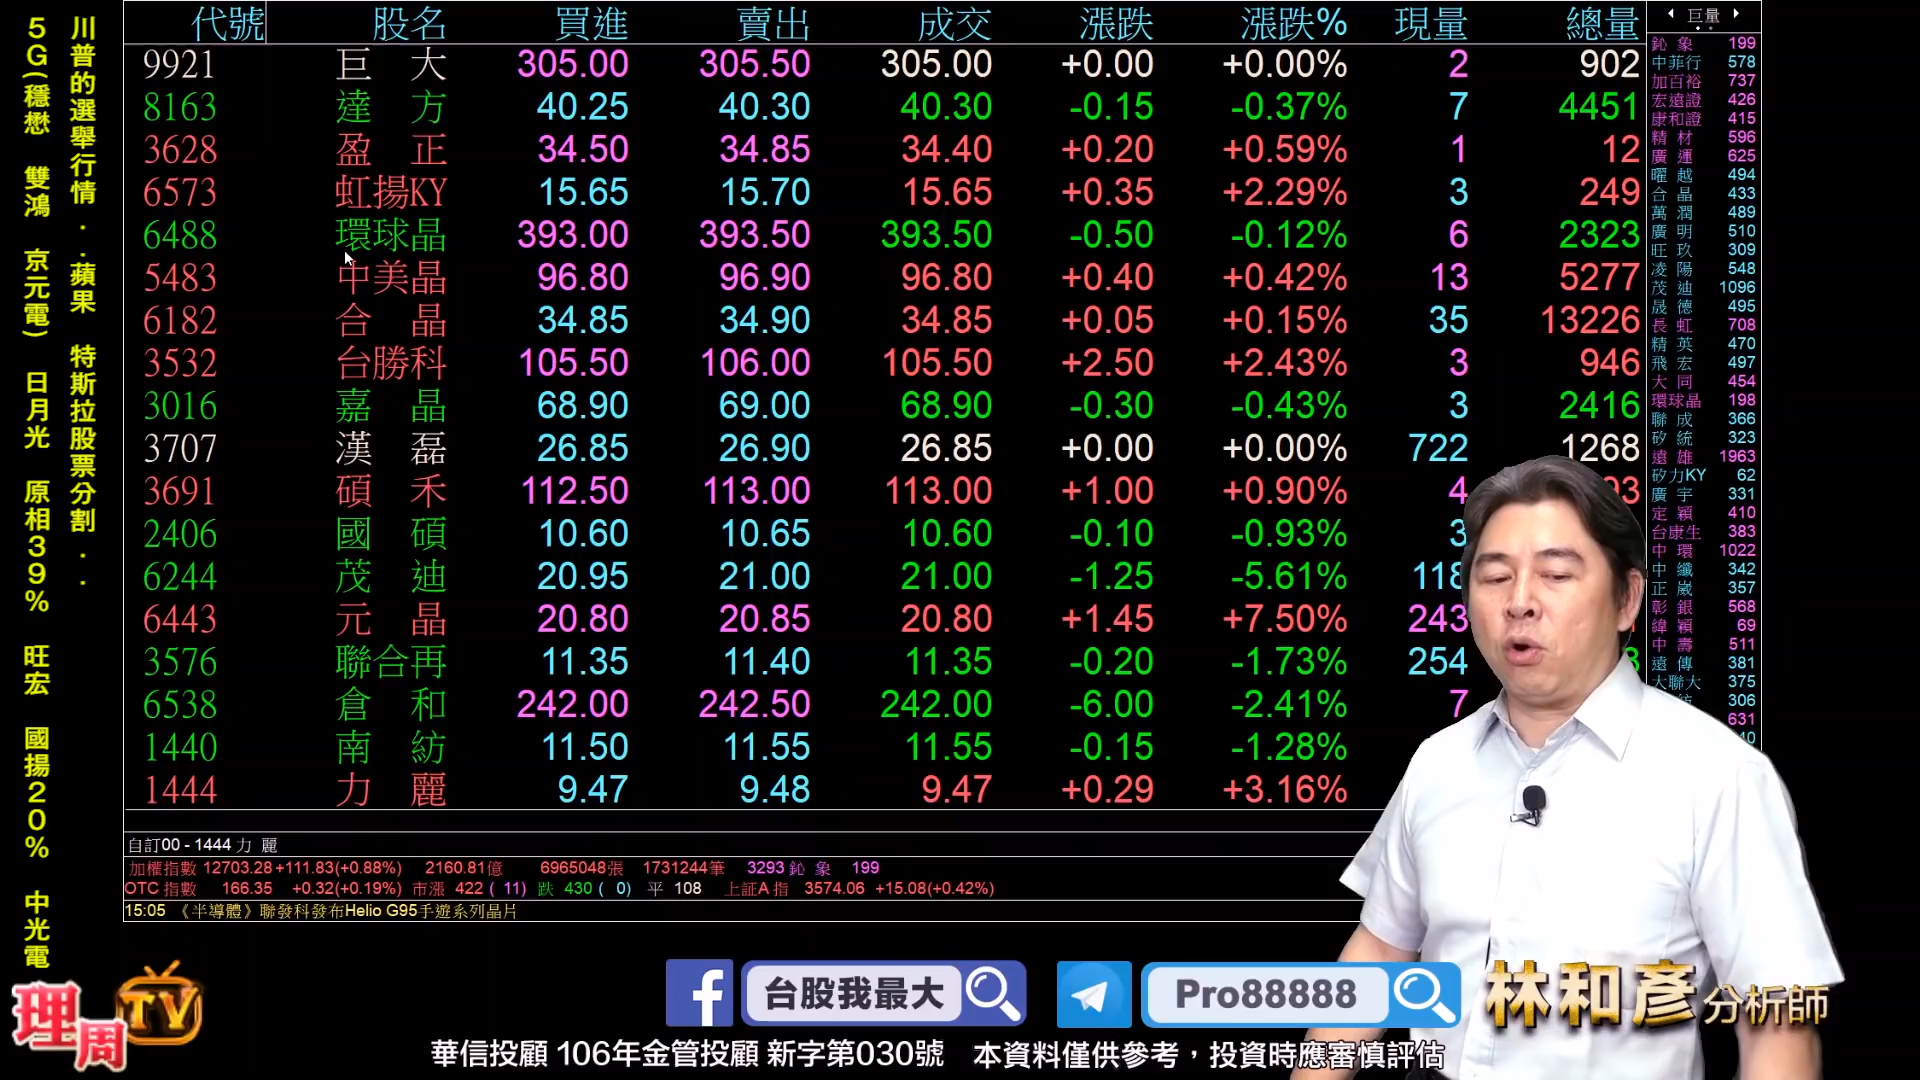 川普的選舉行情..蘋果 特斯拉股票分割..
5G(穩懋 雙鴻 京元電) 日月光 原相39% 旺宏 國揚20% 中光電
代號 股名 買進 賣出 成交 漲跌 漲跌% 現量 總量
9921 巨大 305.00 305.50 305.00 +0.00 +0.00% 2 902
8163 達方 40.25 40.30 40.30 -0.15 -0.37% 7 4451
3628 盈正 34.50 34.85 34.40 +0.20 +0.59% 1 12
6573 虹揚KY 15.65 15.70 15.65 +0.35 +2.29% 3 249
6488 環球晶 393.00 393.50 393.50 -0.50 -0.12% 6 2323
5483 中美晶 96.80 96.90 96.80 +0.40 +0.42% 13 5277
6182 合晶 34.85 34.90 34.85 +0.05 +0.15% 35 13226
3532 台勝科 105.50 106.00 105.50 +2.50 +2.43% 3 946
3016 嘉晶 68.90 69.00 68.90 -0.30 -0.43% 3 2416
3707 漢磊 26.85 26.90 26.85 +0.00 +0.00% 722 1268
3691 碩禾 112.50 113.00 113.00 +1.00 +0.90% 4
2406 國碩 10.60 10.65 10.60 -0.10 -0.93% 3
6244 茂迪 20.95 21.00 21.00 -1.25 -5.61% 118
6443 元晶 20.80 20.85 20.80 +1.45 +7.50% 243
3576 聯合再 11.35 11.40 11.35 -0.20 -1.73% 254
6538 倉和 242.00 242.50 242.00 -6.00 -2.41% 7
1440 南紡 11.50 11.55 11.55 -0.15 -1.28%
1444 力麗 9.47 9.48 9.47 +0.29 +3.16%
巨量
鈊象 199
中菲行 578
加百裕 737
宏遠證 426
康和證 415
精材 596
廣運 625
曜越 494
合晶 433
萬潤 489
廣明 510
旺玖 309
凌陽 548
茂迪 1096
晟德 495
長虹 708
精英 470
飛宏 497
大同 454
環球晶 198
聯成 366
矽統 323
遠雄 1963
矽力KY 62
廣宇 331
定穎 410
台康生 383
中環 1022
中纖 342
正崴 357
彰銀 568
緯穎 69
中壽 511
遠傳 381
大聯大 375
306
631
自訂00 - 1444 力麗
加權指數 12703.28 +111.83(+0.88%) 2160.81億 6965048張 1731244筆 3293 鈊象 199
OTC 指數 166.35 +0.32(+0.19%) 市漲 422 ( 11) 跌 430 ( 0) 平 108 上証A指 3574.06 +15.08(+0.42%)
15:05 《半導體》聯發科發布Helio G95手遊系列晶片
理周TV
台股我最大
Pro88888
林和彥分析師
華信投顧 106年金管投顧 新字第030號 本資料僅供參考，投資時應審慎評估